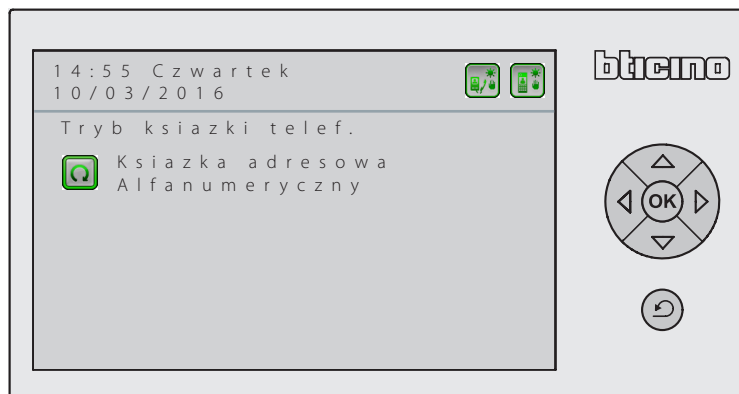 14:55 Czwartek
10/03/2016
bticino
Tryb ksiazki telef.
Ksiazka adresowa
Alfanumeryczny
OK